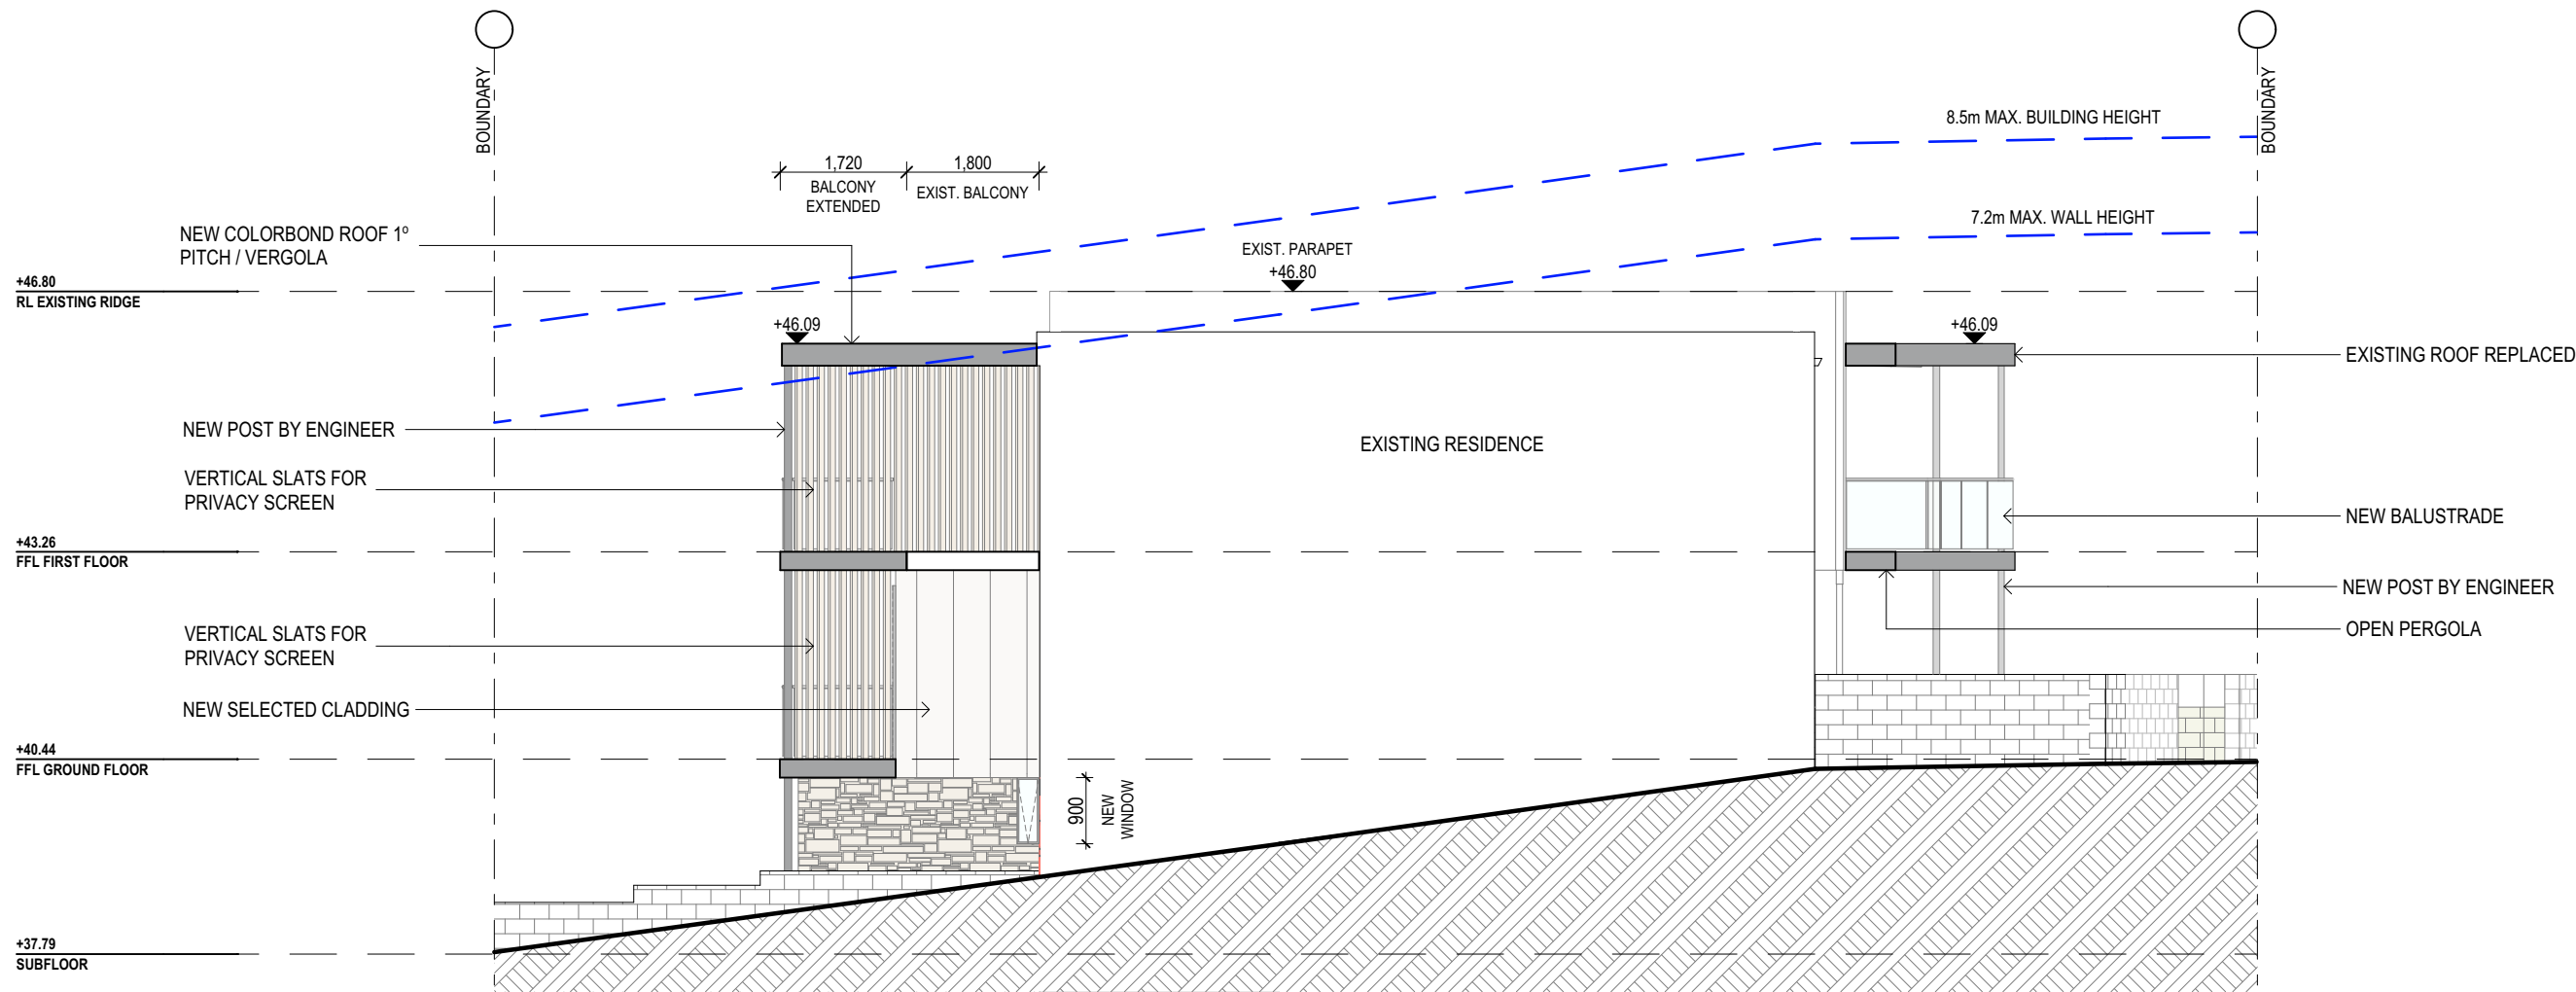 BOUNDARY
BOUNDARY
8.5m MAX. BUILDING HEIGHT
1,720
1,800
BALCONY
EXTENDED
EXIST. BALCONY
7.2m MAX. WALL HEIGHT
NEW COLORBOND ROOF 1º
PITCH / VERGOLA
EXIST. PARAPET
+46.80
+46.80
RL EXISTING RIDGE
+46.09
+46.09
EXISTING ROOF REPLACED
NEW POST BY ENGINEER
EXISTING RESIDENCE
VERTICAL SLATS FOR
PRIVACY SCREEN
NEW BALUSTRADE
+43.26
FFL FIRST FLOOR
NEW POST BY ENGINEER
OPEN PERGOLA
VERTICAL SLATS FOR
PRIVACY SCREEN
NEW SELECTED CLADDING
+40.44
FFL GROUND FLOOR
900
NEW
WINDOW
+37.79
SUBFLOOR